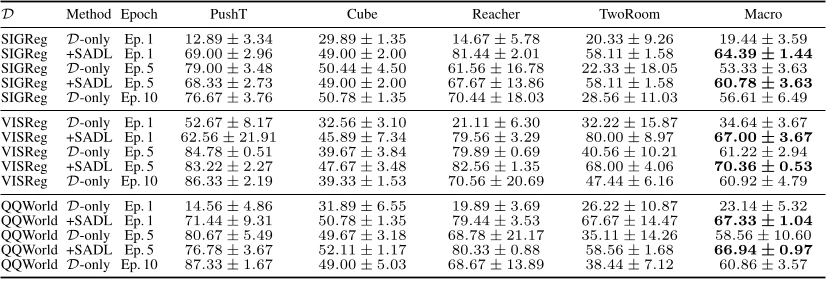 𝒟 Method Epoch PushT Cube Reacher TwoRoom Macro
SIGReg 𝒟-only Ep. 1 12.89 ± 3.34 29.89 ± 1.35 14.67 ± 5.78 20.33 ± 9.26 19.44 ± 3.59
SIGReg +SADL Ep. 1 69.00 ± 2.96 49.00 ± 2.00 81.44 ± 2.01 58.11 ± 1.58 64.39 ± 1.44
SIGReg 𝒟-only Ep. 5 79.00 ± 3.48 50.44 ± 4.50 61.56 ± 16.78 22.33 ± 18.05 53.33 ± 3.63
SIGReg +SADL Ep. 5 68.33 ± 2.73 49.00 ± 2.00 67.67 ± 13.86 58.11 ± 1.58 60.78 ± 3.63
SIGReg 𝒟-only Ep. 10 76.67 ± 3.76 50.78 ± 1.35 70.44 ± 18.03 28.56 ± 11.03 56.61 ± 6.49
VISReg 𝒟-only Ep. 1 52.67 ± 8.17 32.56 ± 3.10 21.11 ± 6.30 32.22 ± 15.87 34.64 ± 3.67
VISReg +SADL Ep. 1 62.56 ± 21.91 45.89 ± 7.34 79.56 ± 3.29 80.00 ± 8.97 67.00 ± 3.67
VISReg 𝒟-only Ep. 5 84.78 ± 0.51 39.67 ± 3.84 79.89 ± 0.69 40.56 ± 10.21 61.22 ± 2.94
VISReg +SADL Ep. 5 83.22 ± 2.27 47.67 ± 3.48 82.56 ± 1.35 68.00 ± 4.06 70.36 ± 0.53
VISReg 𝒟-only Ep. 10 86.33 ± 2.19 39.33 ± 1.53 70.56 ± 20.69 47.44 ± 6.16 60.92 ± 4.79
QQWorld 𝒟-only Ep. 1 14.56 ± 4.86 31.89 ± 6.55 19.89 ± 3.69 26.22 ± 10.87 23.14 ± 5.32
QQWorld +SADL Ep. 1 71.44 ± 9.31 50.78 ± 1.35 79.44 ± 3.53 67.67 ± 14.47 67.33 ± 1.04
QQWorld 𝒟-only Ep. 5 80.67 ± 5.49 49.67 ± 3.18 68.78 ± 21.17 35.11 ± 14.26 58.56 ± 10.60
QQWorld +SADL Ep. 5 76.78 ± 3.67 52.11 ± 1.17 80.33 ± 0.88 58.56 ± 1.68 66.94 ± 0.97
QQWorld 𝒟-only Ep. 10 87.33 ± 1.67 49.00 ± 5.03 68.67 ± 13.89 38.44 ± 7.12 60.86 ± 3.57